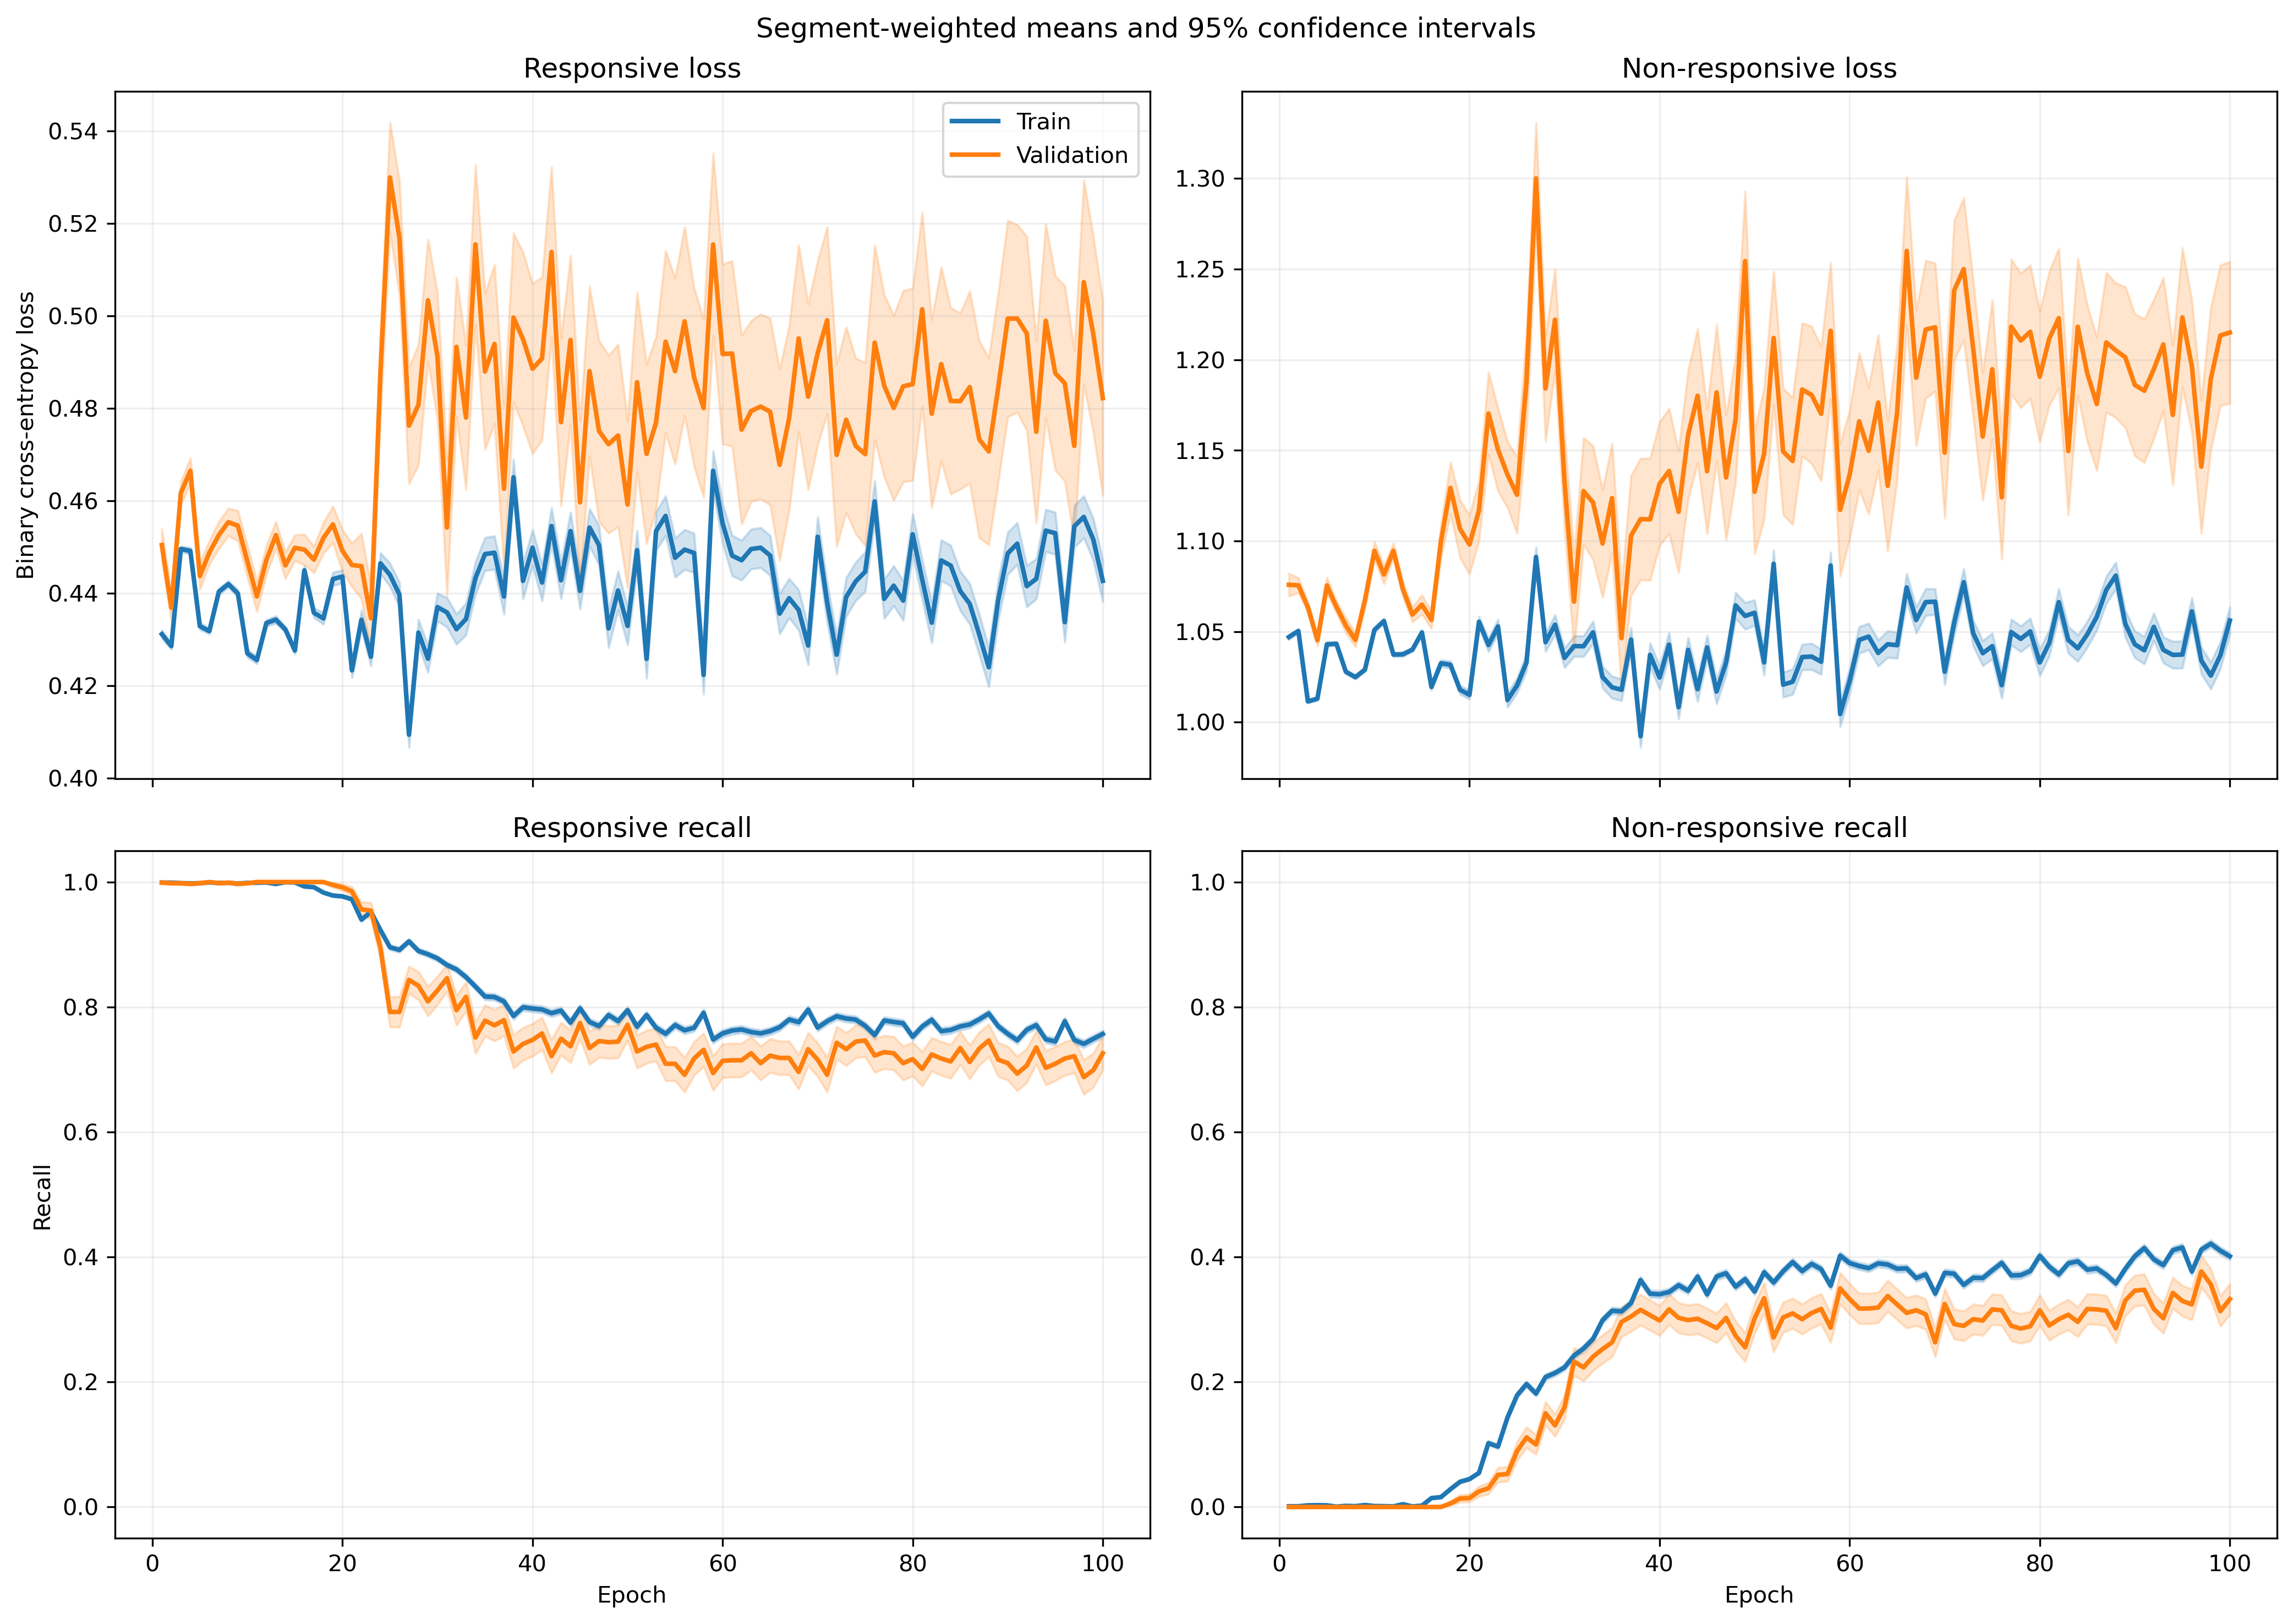 Segment-weighted means and 95% confidence intervals
Responsive loss
Non-responsive loss
Binary cross-entropy loss
0.54
0.52
0.50
0.48
0.46
0.44
0.42
0.40
Train
Validation
1.30
1.25
1.20
1.15
1.10
1.05
1.00
Responsive recall
Non-responsive recall
Recall
1.0
0.8
0.6
0.4
0.2
0.0
0 20 40 60 80 100
Epoch
1.0
0.8
0.6
0.4
0.2
0.0
0 20 40 60 80 100
Epoch